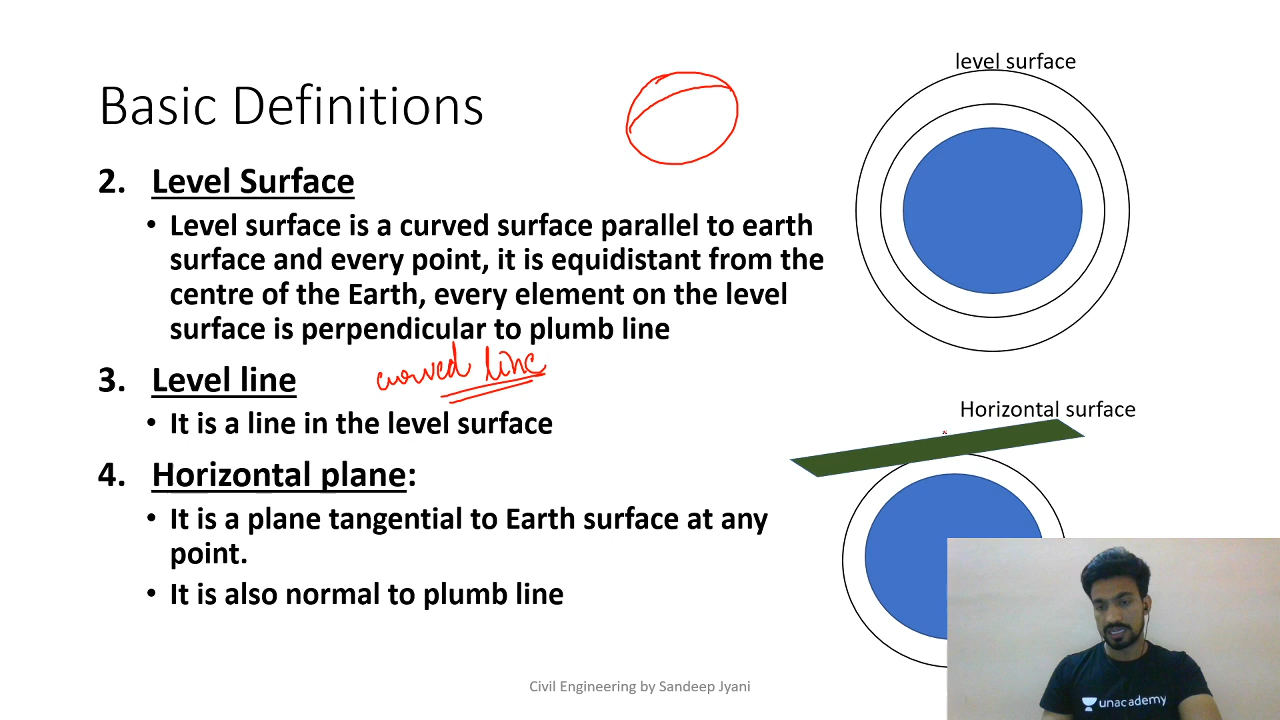 level surface
Basic Definitions
2. Level Surface
• Level surface is a curved surface parallel to earth
surface and every point, it is equidistant from the
centre of the Earth, every element on the level
surface is perpendicular to plumb line
curved line
3. Level line
• It is a line in the level surface
Horizontal surface
4. Horizontal plane:
• It is a plane tangential to Earth surface at any
point.
• It is also normal to plumb line
Civil Engineering by Sandeep Jyani
unacademy